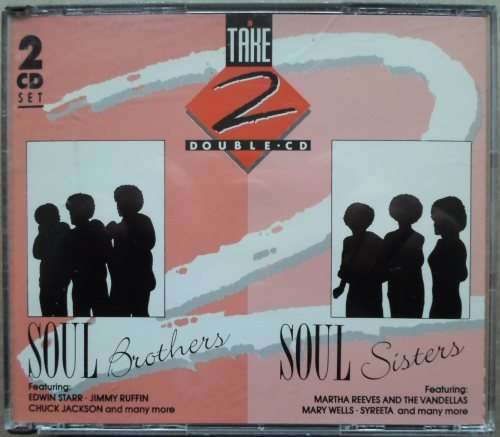 2
CD
SET
TAKE
2
DOUBLE·CD
SOUL Brothers
Featuring:
EDWIN STARR · JIMMY RUFFIN
CHUCK JACKSON and many more
SOUL Sisters
Featuring:
MARTHA REEVES AND THE VANDELLAS
MARY WELLS · SYREETA and many more